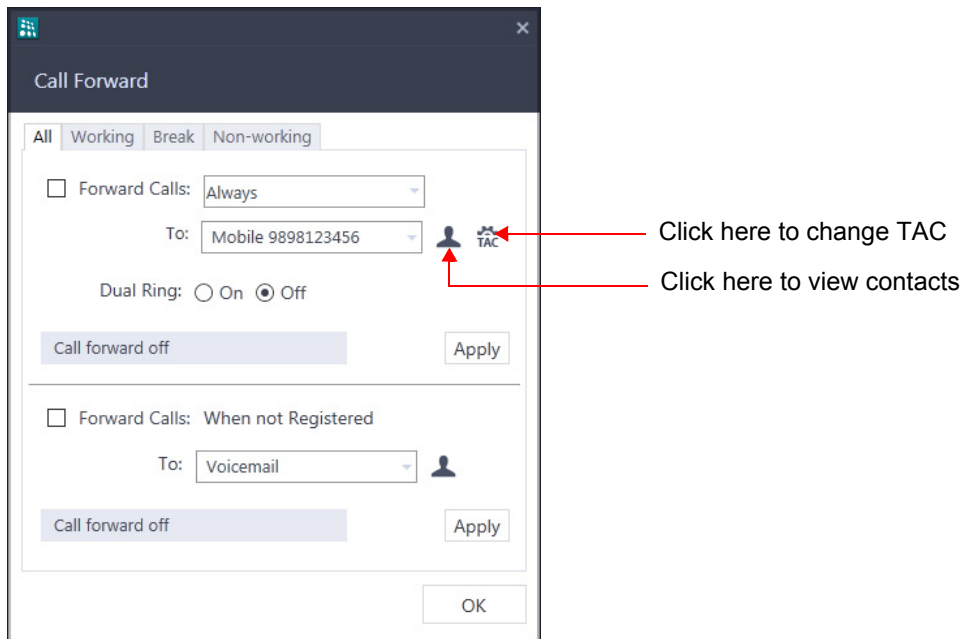 Call Forward
All Working Break Non-working
Forward Calls: Always
To: Mobile 9898123456 TAC Click here to change TAC
Click here to view contacts
Dual Ring: On Off
Call forward off Apply
Forward Calls: When not Registered
To: Voicemail
Call forward off Apply
OK